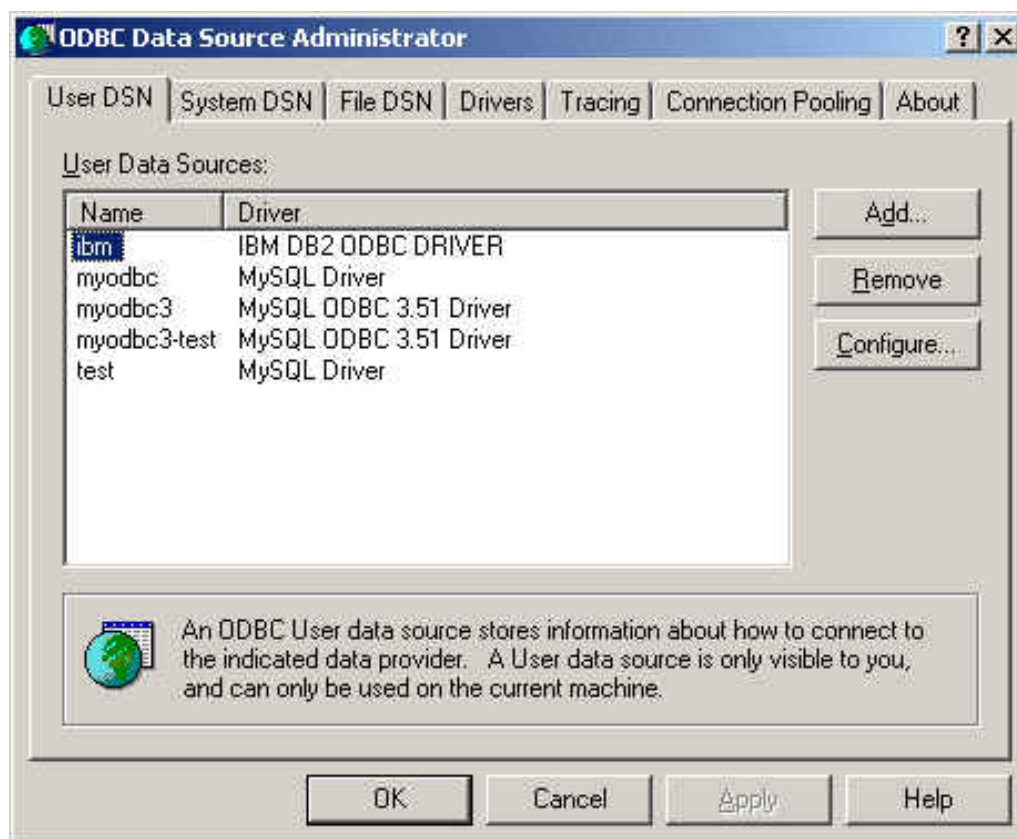 ODBC Data Source Administrator
User DSN System DSN File DSN Drivers Tracing Connection Pooling About
User Data Sources:
Name Driver
ibm IBM DB2 ODBC DRIVER
myodbc MySQL Driver
myodbc3 MySQL ODBC 3.51 Driver
myodbc3-test MySQL ODBC 3.51 Driver
test MySQL Driver
Add...
Remove
Configure...
An ODBC User data source stores information about how to connect to
the indicated data provider. A User data source is only visible to you,
and can only be used on the current machine.
OK Cancel Apply Help